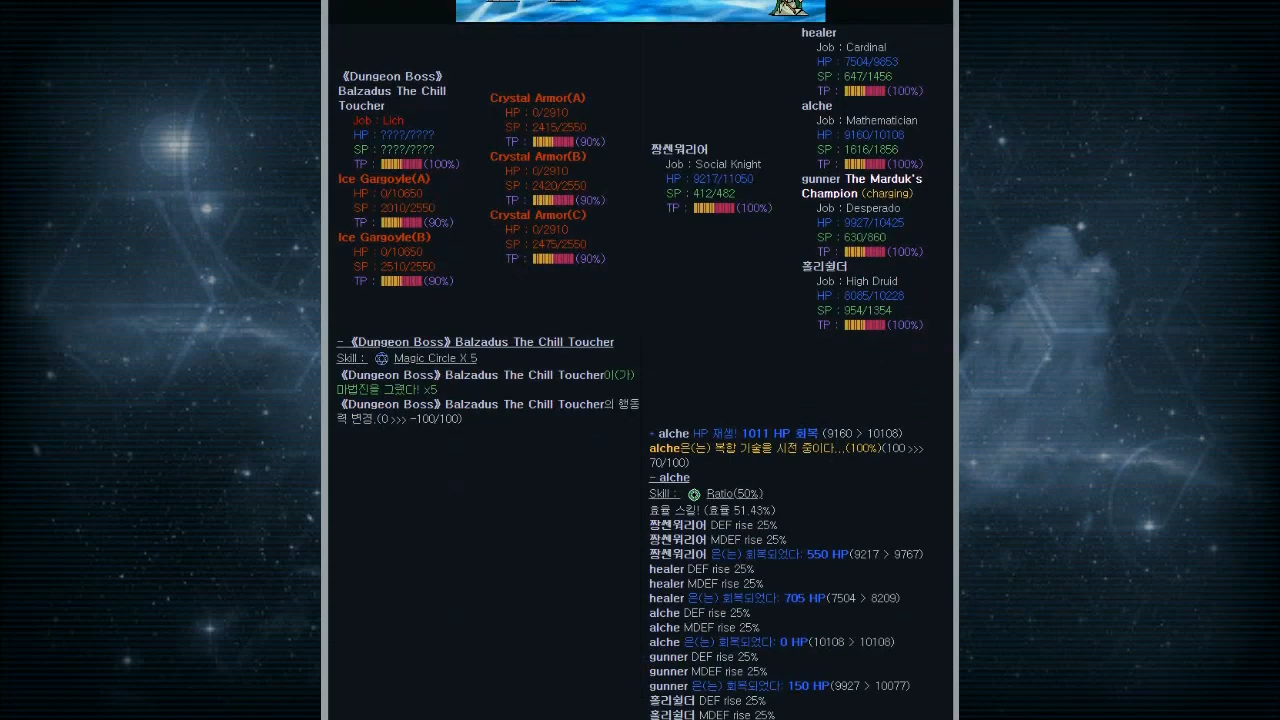 《Dungeon Boss》
Balzadus The Chill
Toucher
Job : Lich
HP : ????/????
SP : ????/????
TP : (100%)
Ice Gargoyle(A)
HP : 0/10650
SP : 2010/2550
TP : (90%)
Ice Gargoyle(B)
HP : 0/10650
SP : 2510/2550
TP : (90%)
Crystal Armor(A)
HP : 0/2910
SP : 2415/2550
TP : (90%)
Crystal Armor(B)
HP : 0/2910
SP : 2420/2550
TP : (90%)
Crystal Armor(C)
HP : 0/2910
SP : 2475/2550
TP : (90%)
짱쎈워리어
Job : Social Knight
HP : 9217/11050
SP : 412/482
TP : (100%)
healer
Job : Cardinal
HP : 7504/9853
SP : 647/1456
TP : (100%)
alche
Job : Mathematician
HP : 9160/10108
SP : 1616/1856
TP : (100%)
gunner The Marduk's
Champion (charging)
Job : Desperado
HP : 9927/10425
SP : 630/860
TP : (100%)
홀리쉴더
Job : High Druid
HP : 8085/10228
SP : 954/1354
TP : (100%)
- 《Dungeon Boss》 Balzadus The Chill Toucher
Skill : Magic Circle X 5
《Dungeon Boss》 Balzadus The Chill Toucher이(가)
마법진을 그렸다! x5
《Dungeon Boss》 Balzadus The Chill Toucher의 행동
력 변경.(0 >>> -100/100)
+ alche HP 재생! 1011 HP 회복 (9160 > 10108)
alche은(는) 복합 기술을 시전 중이다...(100%)(100 >>>
70/100)
- alche
Skill : Ratio(50%)
효율 스킬! (효율 51.43%)
짱쎈워리어 DEF rise 25%
짱쎈워리어 MDEF rise 25%
짱쎈워리어 은(는) 회복되었다: 550 HP(9217 > 9767)
healer DEF rise 25%
healer MDEF rise 25%
healer 은(는) 회복되었다: 705 HP(7504 > 8209)
alche DEF rise 25%
alche MDEF rise 25%
alche 은(는) 회복되었다: 0 HP(10108 > 10108)
gunner DEF rise 25%
gunner MDEF rise 25%
gunner 은(는) 회복되었다: 150 HP(9927 > 10077)
홀리쉴더 DEF rise 25%
홀리쉴더 MDEF rise 25%